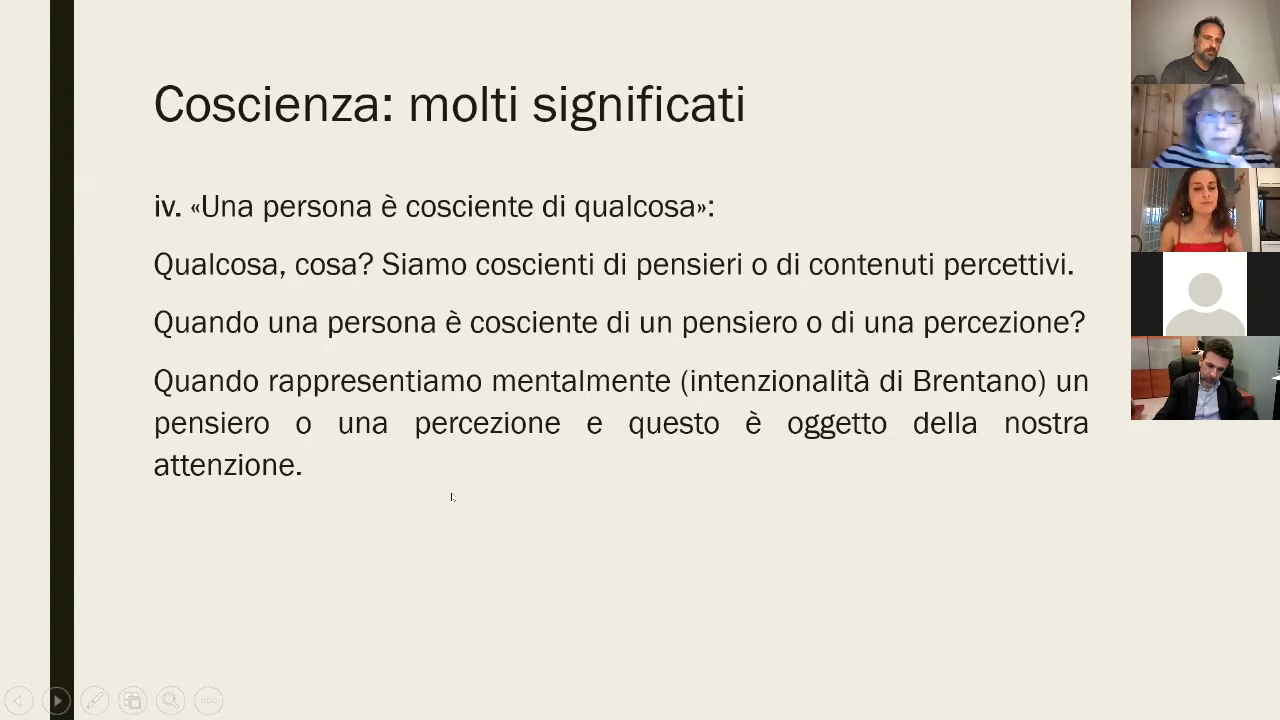 Coscienza: molti significati
iv. «Una persona è cosciente di qualcosa»:
Qualcosa, cosa? Siamo coscienti di pensieri o di contenuti percettivi.
Quando una persona è cosciente di un pensiero o di una percezione?
Quando rappresentiamo mentalmente (intenzionalità di Brentano) un
pensiero o una percezione e questo è oggetto della nostra
attenzione.